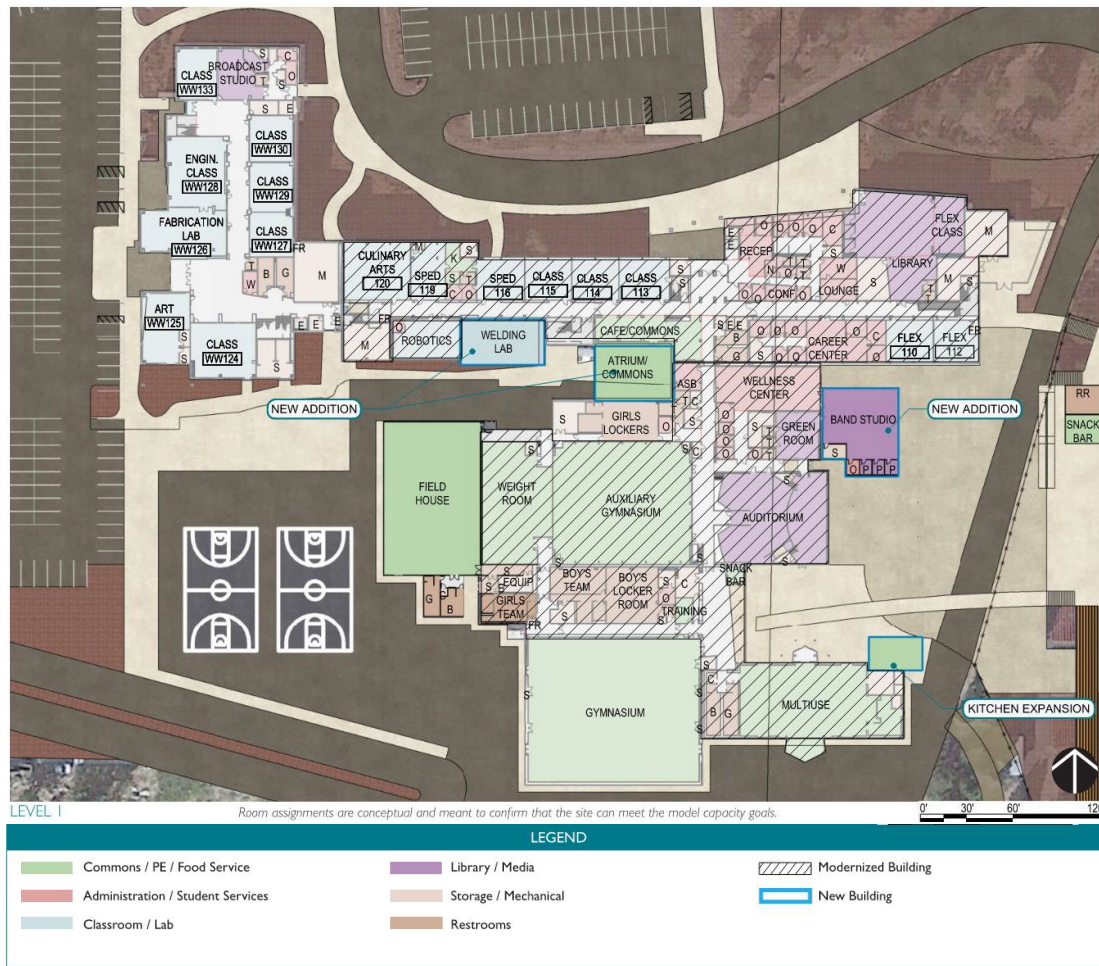 CLASS
WW133
BROADCAST
STUDIO
S
C
T
O
S
S
E
CLASS
WW130
ENGIN.
CLASS
WW128
CLASS
WW129
FABRICATION
LAB
WW126
CLASS
WW127
FR
T
W
B
G
M
ART
WW125
S
S
CLASS
WW124
S
E
E
E
CULINARY
ARTS
120
M
SPED
119
K
S
S
T
C
O
SPED
116
CLASS
115
CLASS
114
CLASS
113
S
S
FR
M
O
ROBOTICS
WELDING
LAB
CAFE/COMMONS
ATRIUM/
COMMONS
E
E
O
O
O
O
C
RECEP
N
T
T
O
T
O
O
CONF
O
W
LOUNGE
S
FLEX
CLASS
LIBRARY
M
M
T
T
S
E
E
B
G
O
O
O
S
O
O
CAREER
CENTER
O
C
O
FLEX
110
FLEX
112
FR
NEW ADDITION
S
GIRLS
LOCKERS
ASB
T
T
C
O
S
WELLNESS
CENTER
O
O
O
O
S
T
T
O
T
GREEN
ROOM
BAND STUDIO
S
O
P
P
P
NEW ADDITION
RR
SNACK
BAR
FIELD
HOUSE
WEIGHT
ROOM
S
AUXILIARY
GYMNASIUM
S
C
S
AUDITORIUM
S
S
S
SNACK
BAR
T
G
T
B
S
S
E
EQUIP
GIRLS
TEAM
FR
BOY'S
TEAM
S
BOY'S
LOCKER
ROOM
S
C
O
S
TRAINING
S
GYMNASIUM
S
S
S
C
B
G
MULTIUSE
KITCHEN EXPANSION
LEVEL 1
Room assignments are conceptual and meant to confirm that the site can meet the model capacity goals.
0' 30' 60' 120
LEGEND
Commons / PE / Food Service
Administration / Student Services
Classroom / Lab
Library / Media
Storage / Mechanical
Restrooms
Modernized Building
New Building